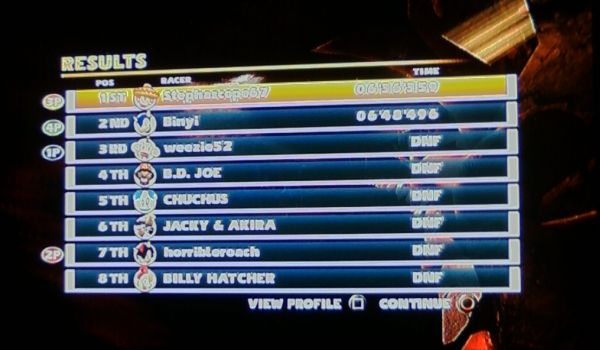 RESULTS
POS RACER TIME
3P 1ST
4P 2ND Binyi 06'48'496
1P 3RD weezie52 DNF
4TH B.D. JOE DNF
5TH CHUCHUS DNF
6TH JACKY & AKIRA DNF
2P 7TH horribleroach DNF
8TH BILLY HATCHER DNF
VIEW PROFILE CONTINUE